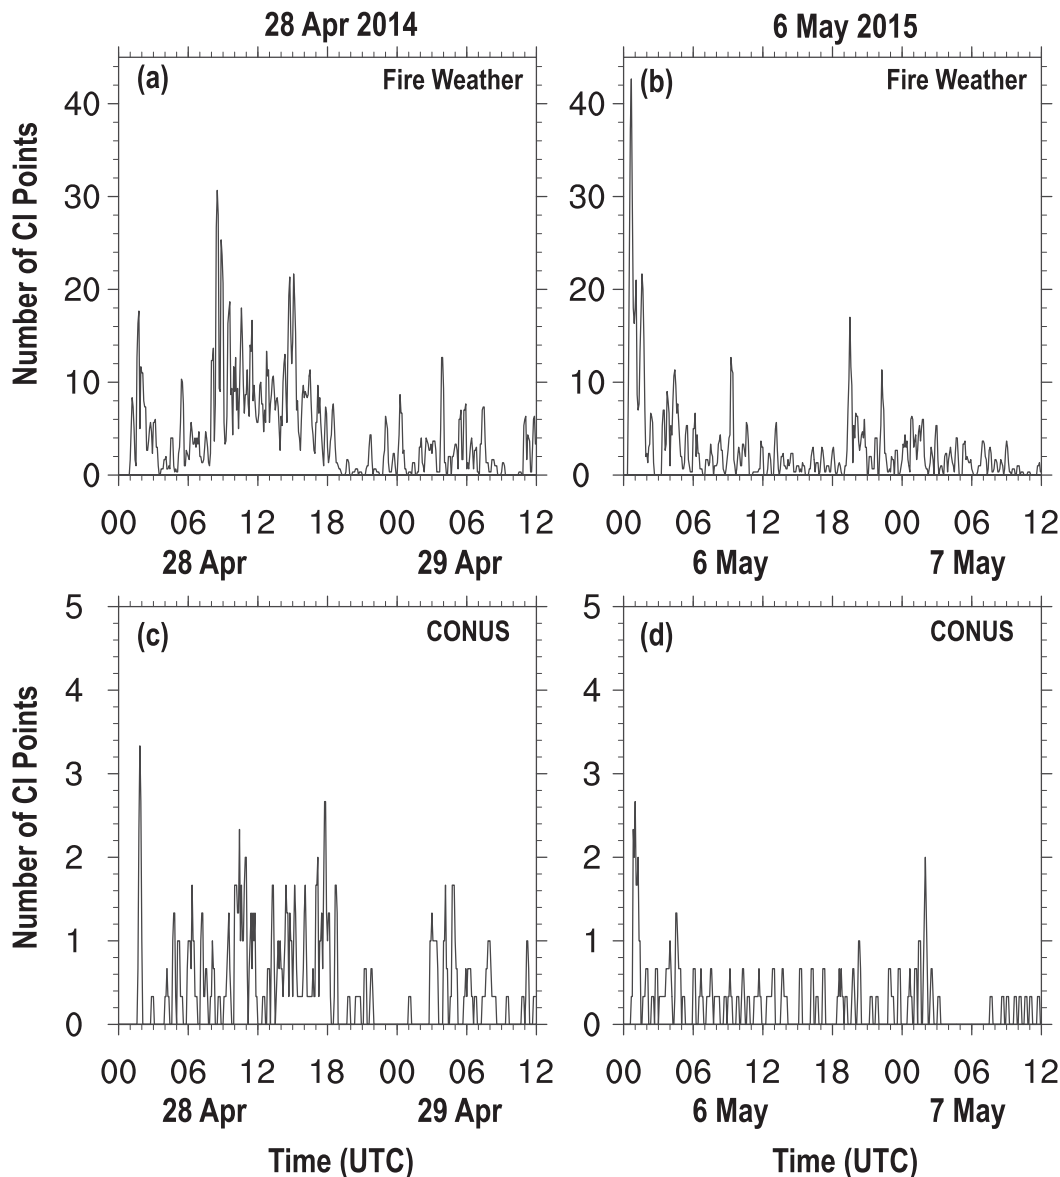 28 Apr 2014
6 May 2015
(a)
Fire Weather
(b)
Fire Weather
Number of CI Points
40
30
20
10
0
40
30
20
10
0
00 06 12 18 00 06 12
00 06 12 18 00 06 12
28 Apr 29 Apr
6 May 7 May
(c)
CONUS
(d)
CONUS
Number of CI Points
5
4
3
2
1
0
5
4
3
2
1
0
00 06 12 18 00 06 12
00 06 12 18 00 06 12
28 Apr 29 Apr
6 May 7 May
Time (UTC)
Time (UTC)